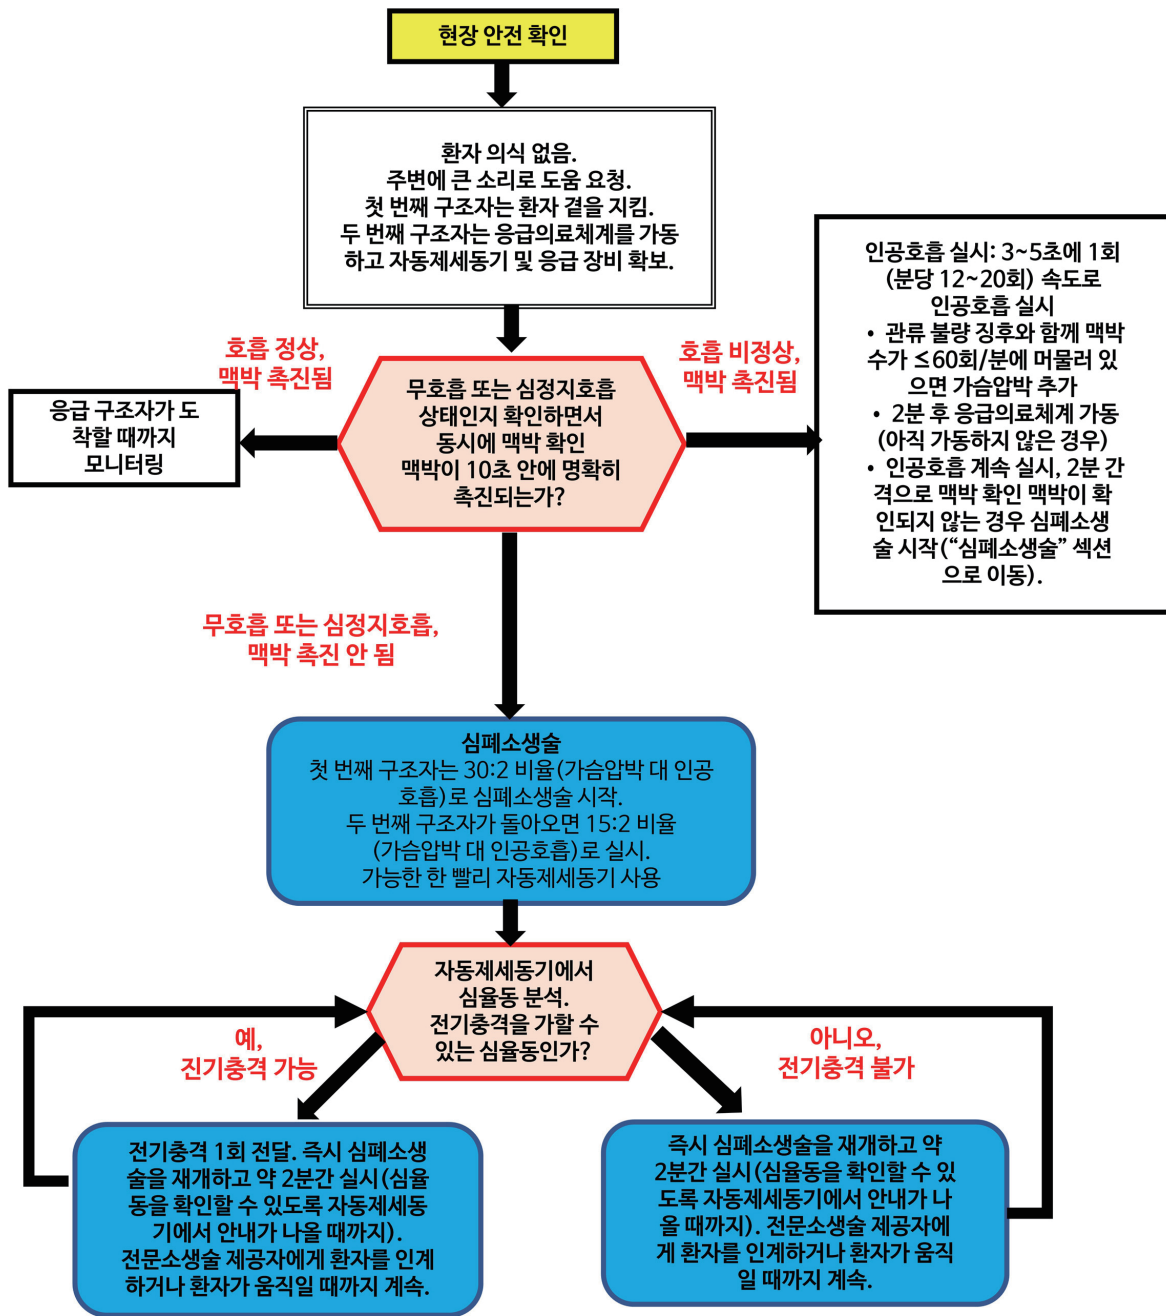 현장 안전 확인
환자 의식 없음.
주변에 큰 소리로 도움 요청.
첫 번째 구조자는 환자 곁을 지킴.
두 번째 구조자는 응급의료체계를 가동
하고 자동제세동기 및 응급 장비 확보.
호흡 정상,
맥박 촉진됨
호흡 비정상,
맥박 촉진됨
무호흡 또는 심정지호흡
상태인지 확인하면서
동시에 맥박 확인
맥박이 10초 안에 명확히
촉진되는가?
응급 구조자가 도
착할 때까지
모니터링
인공호흡 실시: 3~5초에 1회
(분당 12~20회) 속도로
인공호흡 실시
• 관류 불량 징후와 함께 맥박
수가 ≤60회/분에 머물러 있
으면 가슴압박 추가
• 2분 후 응급의료체계 가동
(아직 가동하지 않은 경우)
• 인공호흡 계속 실시, 2분 간
격으로 맥박 확인 맥박이 확
인되지 않는 경우 심폐소생
술 시작(“심폐소생술” 섹션
으로 이동).
무호흡 또는 심정지호흡,
맥박 촉진 안 됨
심폐소생술
첫 번째 구조자는 30:2 비율(가슴압박 대 인공
호흡)로 심폐소생술 시작.
두 번째 구조자가 돌아오면 15:2 비율
(가슴압박 대 인공호흡)로 실시.
가능한 한 빨리 자동제세동기 사용
자동제세동기에서
심율동 분석.
전기충격을 가할 수
있는 심율동인가?
예,
진기충격 가능
아니오,
전기충격 불가
전기충격 1회 전달. 즉시 심폐소생
술을 재개하고 약 2분간 실시(심율
동을 확인할 수 있도록 자동제세동
기에서 안내가 나올 때까지).
전문소생술 제공자에게 환자를 인계
하거나 환자가 움직일 때까지 계속.
즉시 심폐소생술을 재개하고 약
2분간 실시(심율동을 확인할 수 있
도록 자동제세동기에서 안내가 나
올 때까지). 전문소생술 제공자에
게 환자를 인계하거나 환자가 움직
일 때까지 계속.